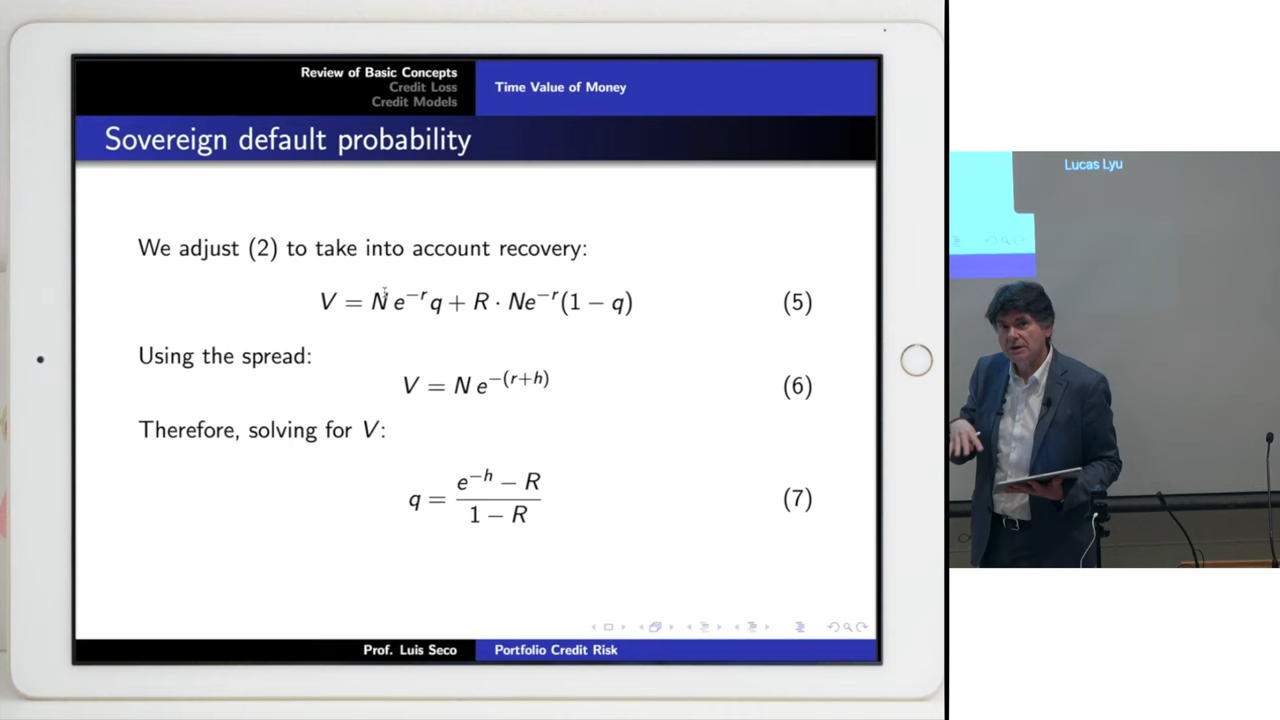 Review of Basic Concepts
Credit Loss
Credit Models
Time Value of Money
Sovereign default probability
We adjust (2) to take into account recovery:
V = N e^{-r} q + R · Ne^{-r}(1 − q) (5)
Using the spread:
V = N e^{-(r+h)} (6)
Therefore, solving for V:
q = \frac{e^{-h} − R}{1 − R} (7)
Prof. Luis Seco
Portfolio Credit Risk
Lucas Lyu